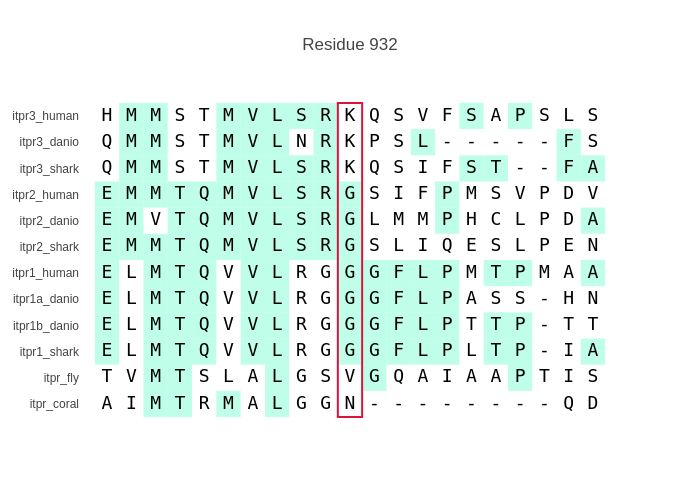 Residue 932
itpr3_human H M M S T M V L S R K Q S V F S A P S L S
itpr3_danio Q M M S T M V L N R K P S L - - - - - F S
itpr3_shark Q M M S T M V L S R K Q S I F S T - - F A
itpr2_human E M M T Q M V L S R G S I F P M S V P D V
itpr2_danio E M V T Q M V L S R G L M M P H C L P D A
itpr2_shark E M M T Q M V L S R G S L I Q E S L P E N
itpr1_human E L M T Q V V L R G G G F L P M T P M A A
itpr1a_danio E L M T Q V V L R G G G F L P A S S - H N
itpr1b_danio E L M T Q V V L R G G G F L P T T P - T T
itpr1_shark E L M T Q V V L R G G G F L P L T P - I A
itpr_fly T V M T S L A L G S V G Q A I A A P T I S
itpr_coral A I M T R M A L G G N - - - - - - - - Q D